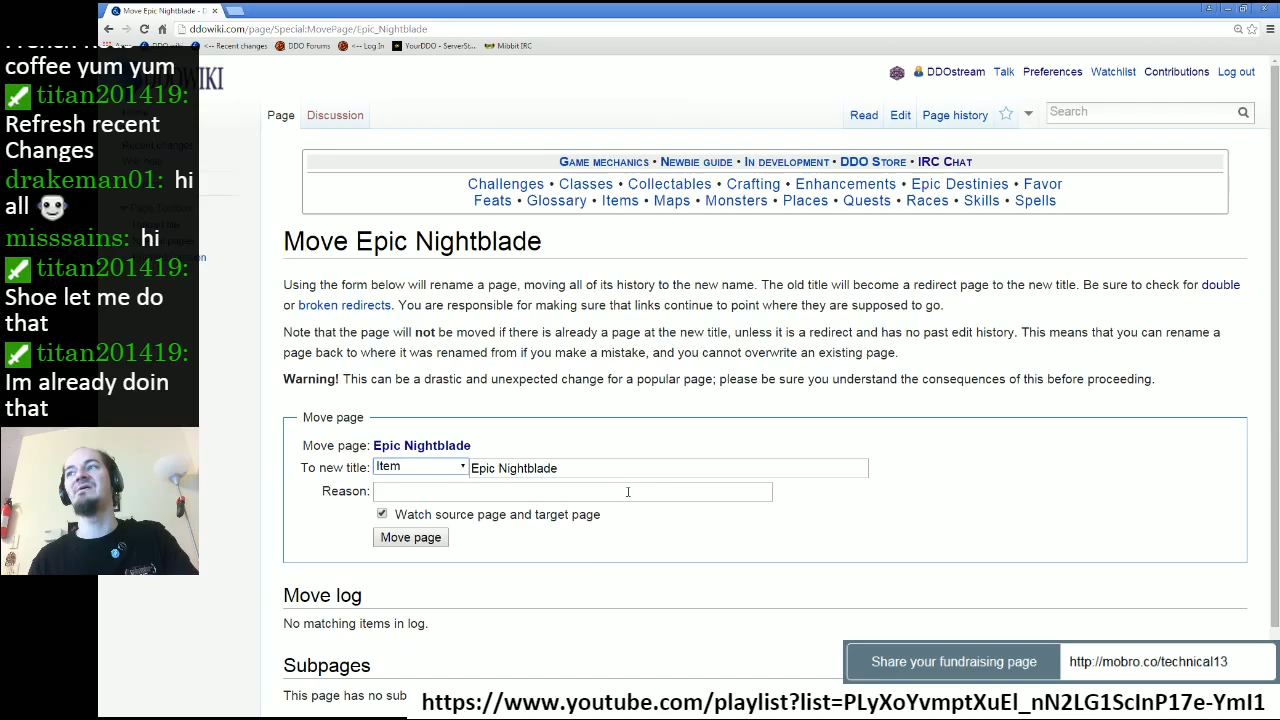 Move Epic Nightblade - D
ddowiki.com/page/Special:MovePage/Epic_Nightblade
<-- Recent changes DDO Forums <-- Log In YourDDO - ServerSt... Mibbit IRC
coffee yum yum
titan201419:
Refresh recent
Changes
drakeman01: hi
all
misssains: hi
titan201419:
Shoe let me do
that
titan201419:
Im already doin
that
WIKI
DDOstream Talk Preferences Watchlist Contributions Log out
Page Discussion
Read Edit Page history
Search
GAME MECHANICS • NEWBIE GUIDE • IN DEVELOPMENT • DDO STORE • IRC CHAT
Challenges • Classes • Collectables • Crafting • Enhancements • Epic Destinies • Favor
Feats • Glossary • Items • Maps • Monsters • Places • Quests • Races • Skills • Spells
Move Epic Nightblade
Using the form below will rename a page, moving all of its history to the new name. The old title will become a redirect page to the new title. Be sure to check for double
or broken redirects. You are responsible for making sure that links continue to point where they are supposed to go.
Note that the page will not be moved if there is already a page at the new title, unless it is a redirect and has no past edit history. This means that you can rename a
page back to where it was renamed from if you make a mistake, and you cannot overwrite an existing page.
Warning! This can be a drastic and unexpected change for a popular page; please be sure you understand the consequences of this before proceeding.
Move page
Move page: Epic Nightblade
To new title: Item Epic Nightblade
Reason:
Watch source page and target page
Move page
Move log
No matching items in log.
Subpages
This page has no sub
Share your fundraising page http://mobro.co/technical13
https://www.youtube.com/playlist?list=PLyXoYvmptXuEl_nN2LG1ScInP17e-YmI1